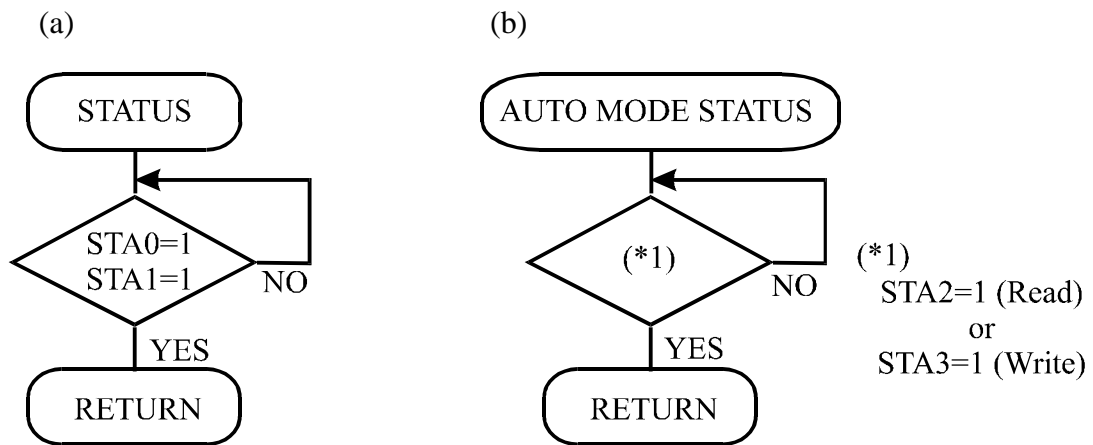 (a)
STATUS
STA0=1
STA1=1
NO
YES
RETURN
(b)
AUTO MODE STATUS
(*1)
NO
YES
RETURN
(*1)
STA2=1 (Read)
or
STA3=1 (Write)